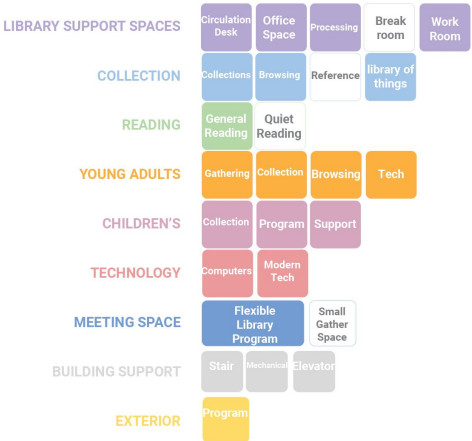 LIBRARY SUPPORT SPACES
Circulation
Desk
Office
Space
Processing
Break
room
Work
Room
COLLECTION
Collections
Browsing
Reference
library of
things
READING
General
Reading
Quiet
Reading
YOUNG ADULTS
Gathering
Collection
Browsing
Tech
CHILDREN'S
Collection
Program
Support
TECHNOLOGY
Computers
Modern
Tech
MEETING SPACE
Flexible
Library
Program
Small
Gather
Space
BUILDING SUPPORT
Stair
Mechanical
Elevator
EXTERIOR
Program